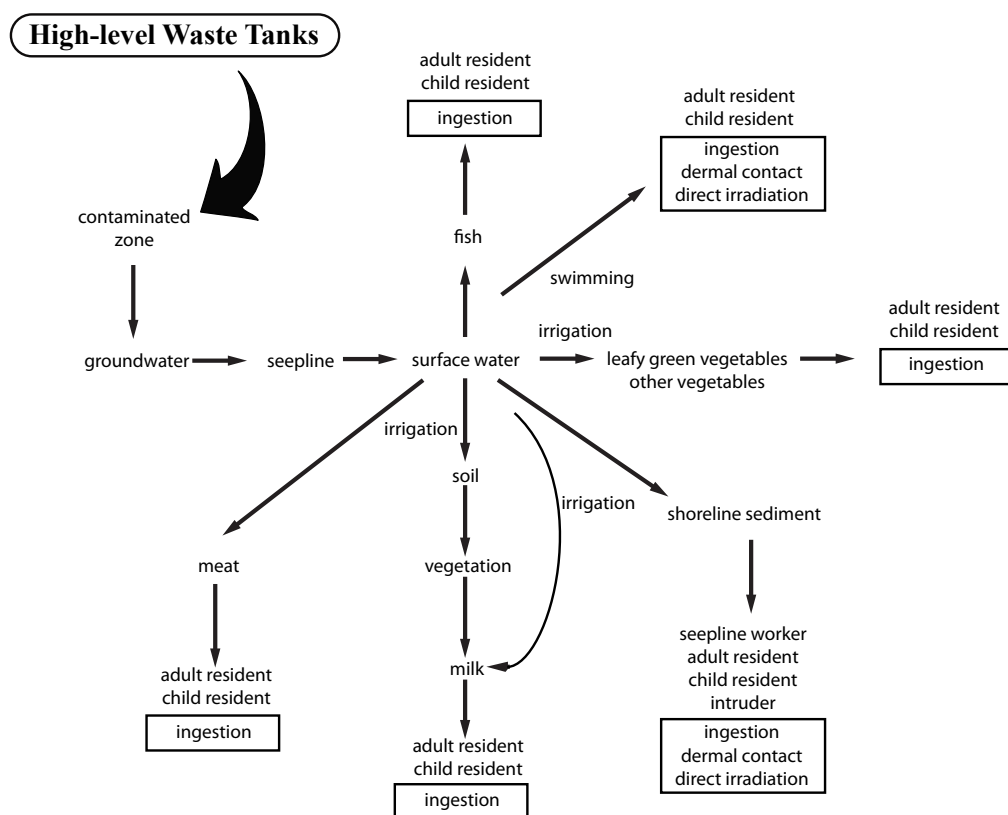 High-level Waste Tanks
adult resident
child resident
ingestion
adult resident
child resident
ingestion
dermal contact
direct irradiation
contaminated
zone
fish
swimming
adult resident
child resident
ingestion
irrigation
groundwater
seepline
surface water
leafy green vegetables
other vegetables
irrigation
soil
irrigation
shoreline sediment
meat
vegetation
seepline worker
adult resident
child resident
intruder
ingestion
dermal contact
direct irradiation
milk
adult resident
child resident
ingestion
adult resident
child resident
ingestion